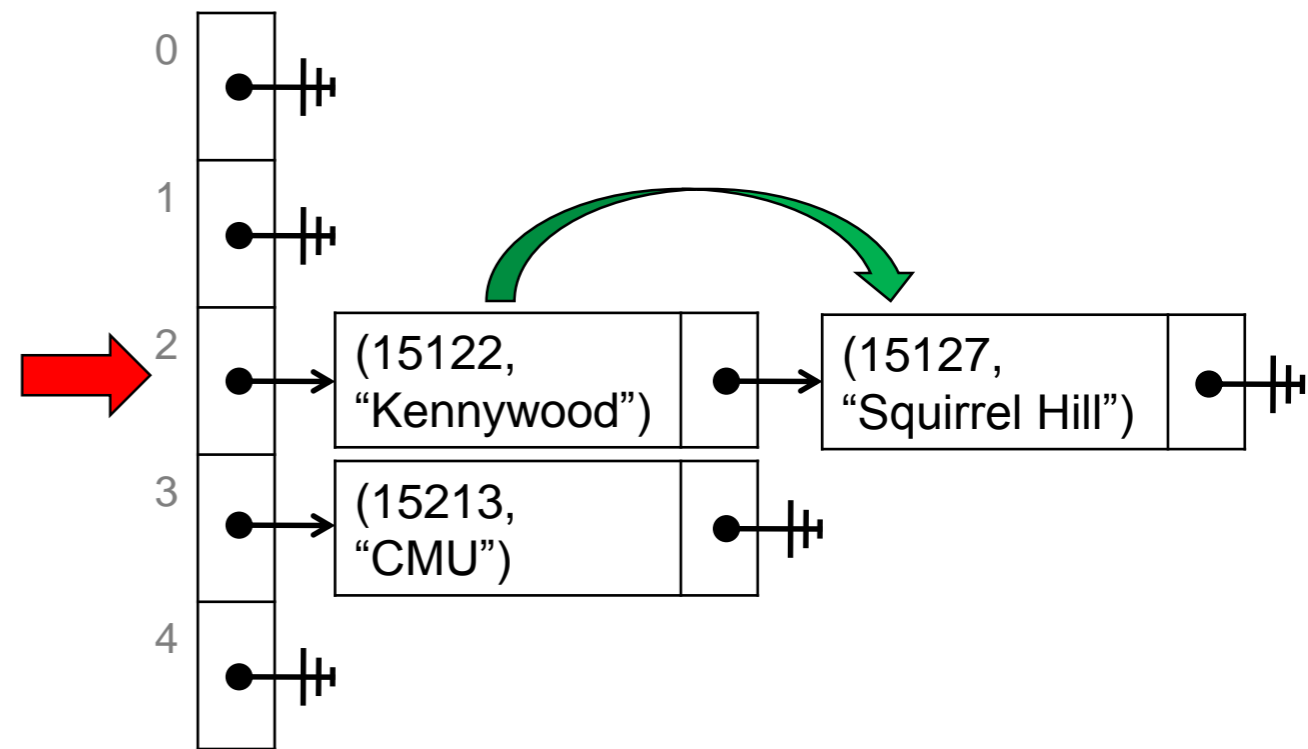 0
1
2
(15122,
“Kennywood”)
(15127,
“Squirrel Hill”)
3
(15213,
“CMU”)
4